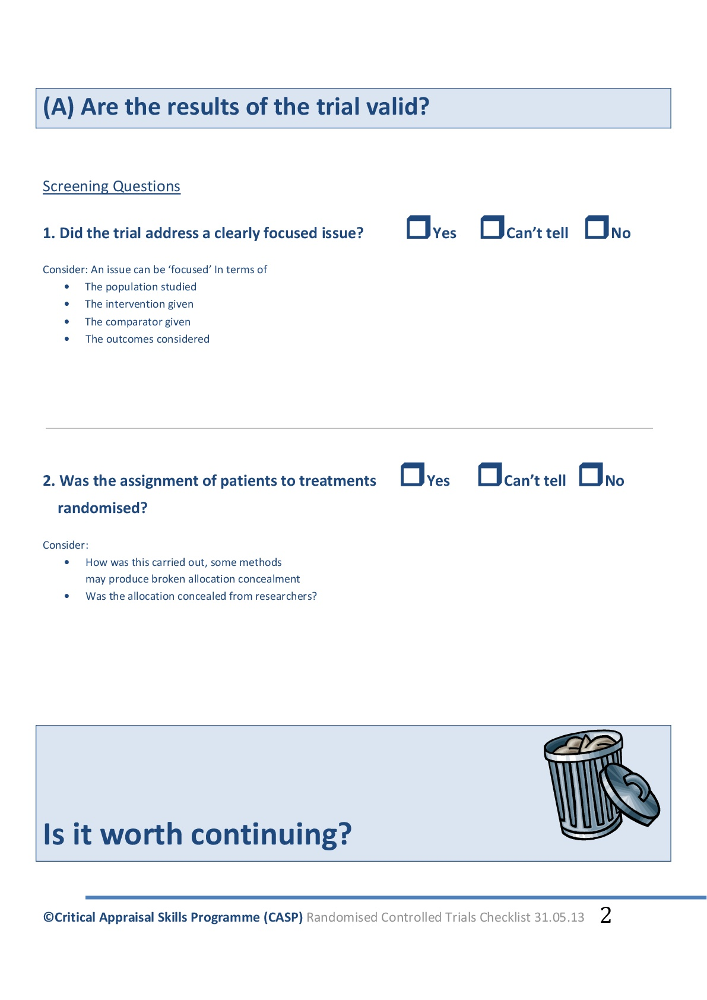 (A) Are the results of the trial valid?
Screening Questions
1. Did the trial address a clearly focused issue? Yes Can’t tell No
Consider: An issue can be ‘focused’ In terms of
• The population studied
• The intervention given
• The comparator given
• The outcomes considered
2. Was the assignment of patients to treatments Yes Can’t tell No
randomised?
Consider:
• How was this carried out, some methods
may produce broken allocation concealment
• Was the allocation concealed from researchers?
Is it worth continuing?
©Critical Appraisal Skills Programme (CASP) Randomised Controlled Trials Checklist 31.05.13 2